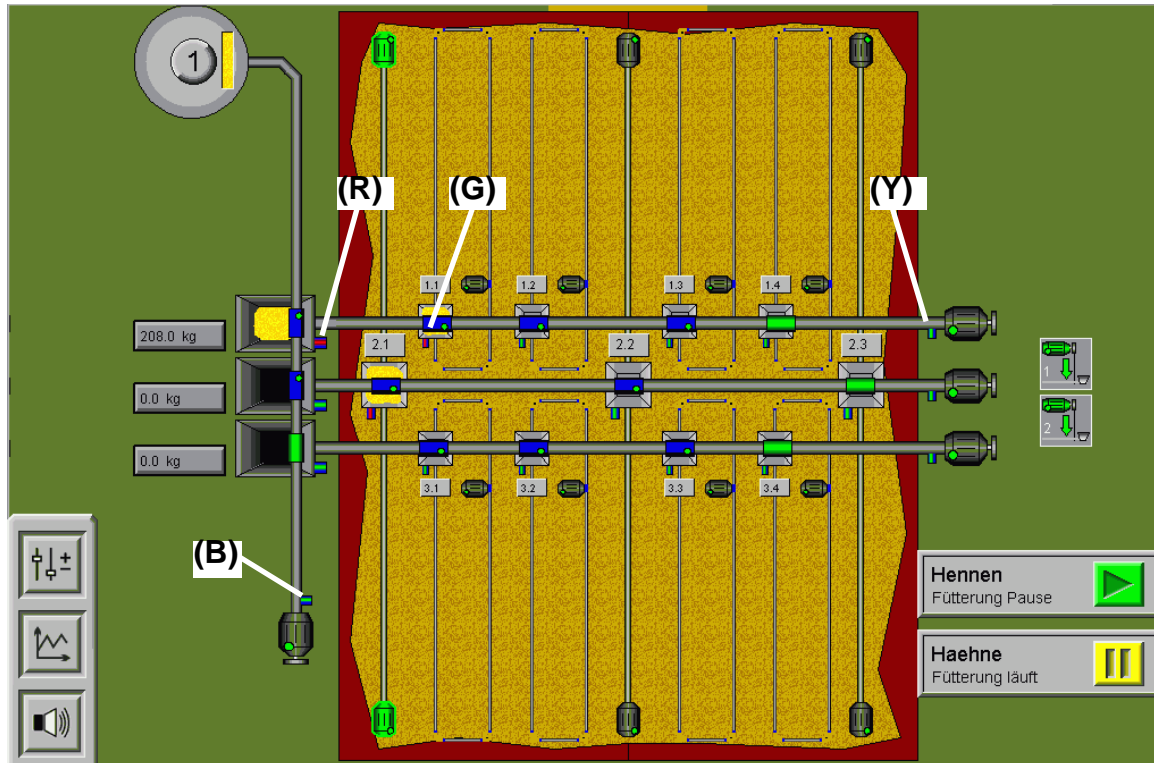 1
(R)
(G)
(Y)
1.1
1.2
1.3
1.4
208.0 kg
2.1
2.2
2.3
1
0.0 kg
2
0.0 kg
3.1
3.2
3.3
3.4
(B)
Hennen
Fütterung Pause
Haehne
Fütterung läuft